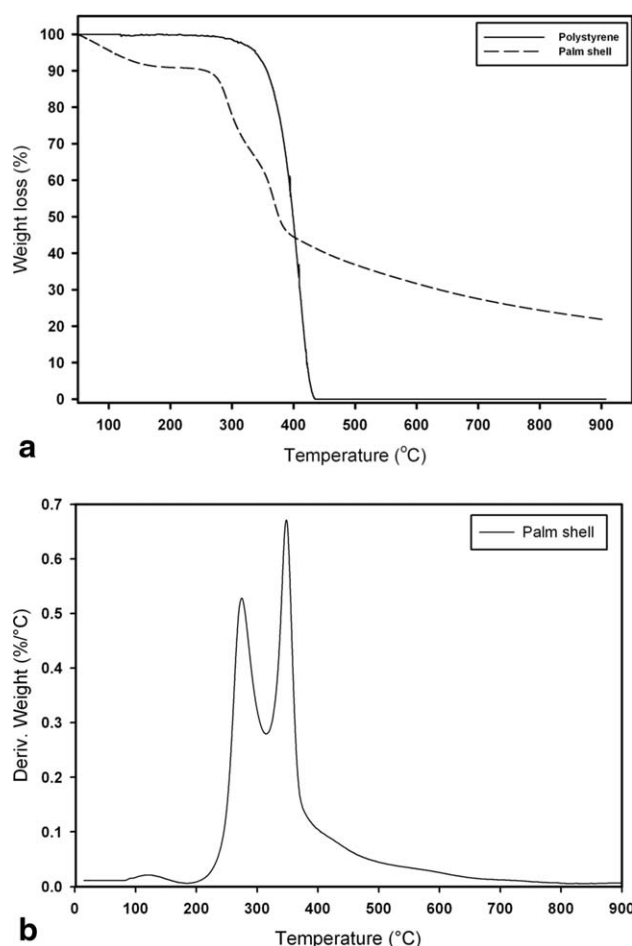 100
90
80
70
60
50
40
30
20
10
0
Weight loss (%)
Polystyrene
Palm shell
100 200 300 400 500 600 700 800 900
Temperature (°C)
a
0.7
0.6
0.5
0.4
0.3
0.2
0.1
0.0
Deriv. Weight (%/°C)
Palm shell
0 100 200 300 400 500 600 700 800 900
Temperature (°C)
b